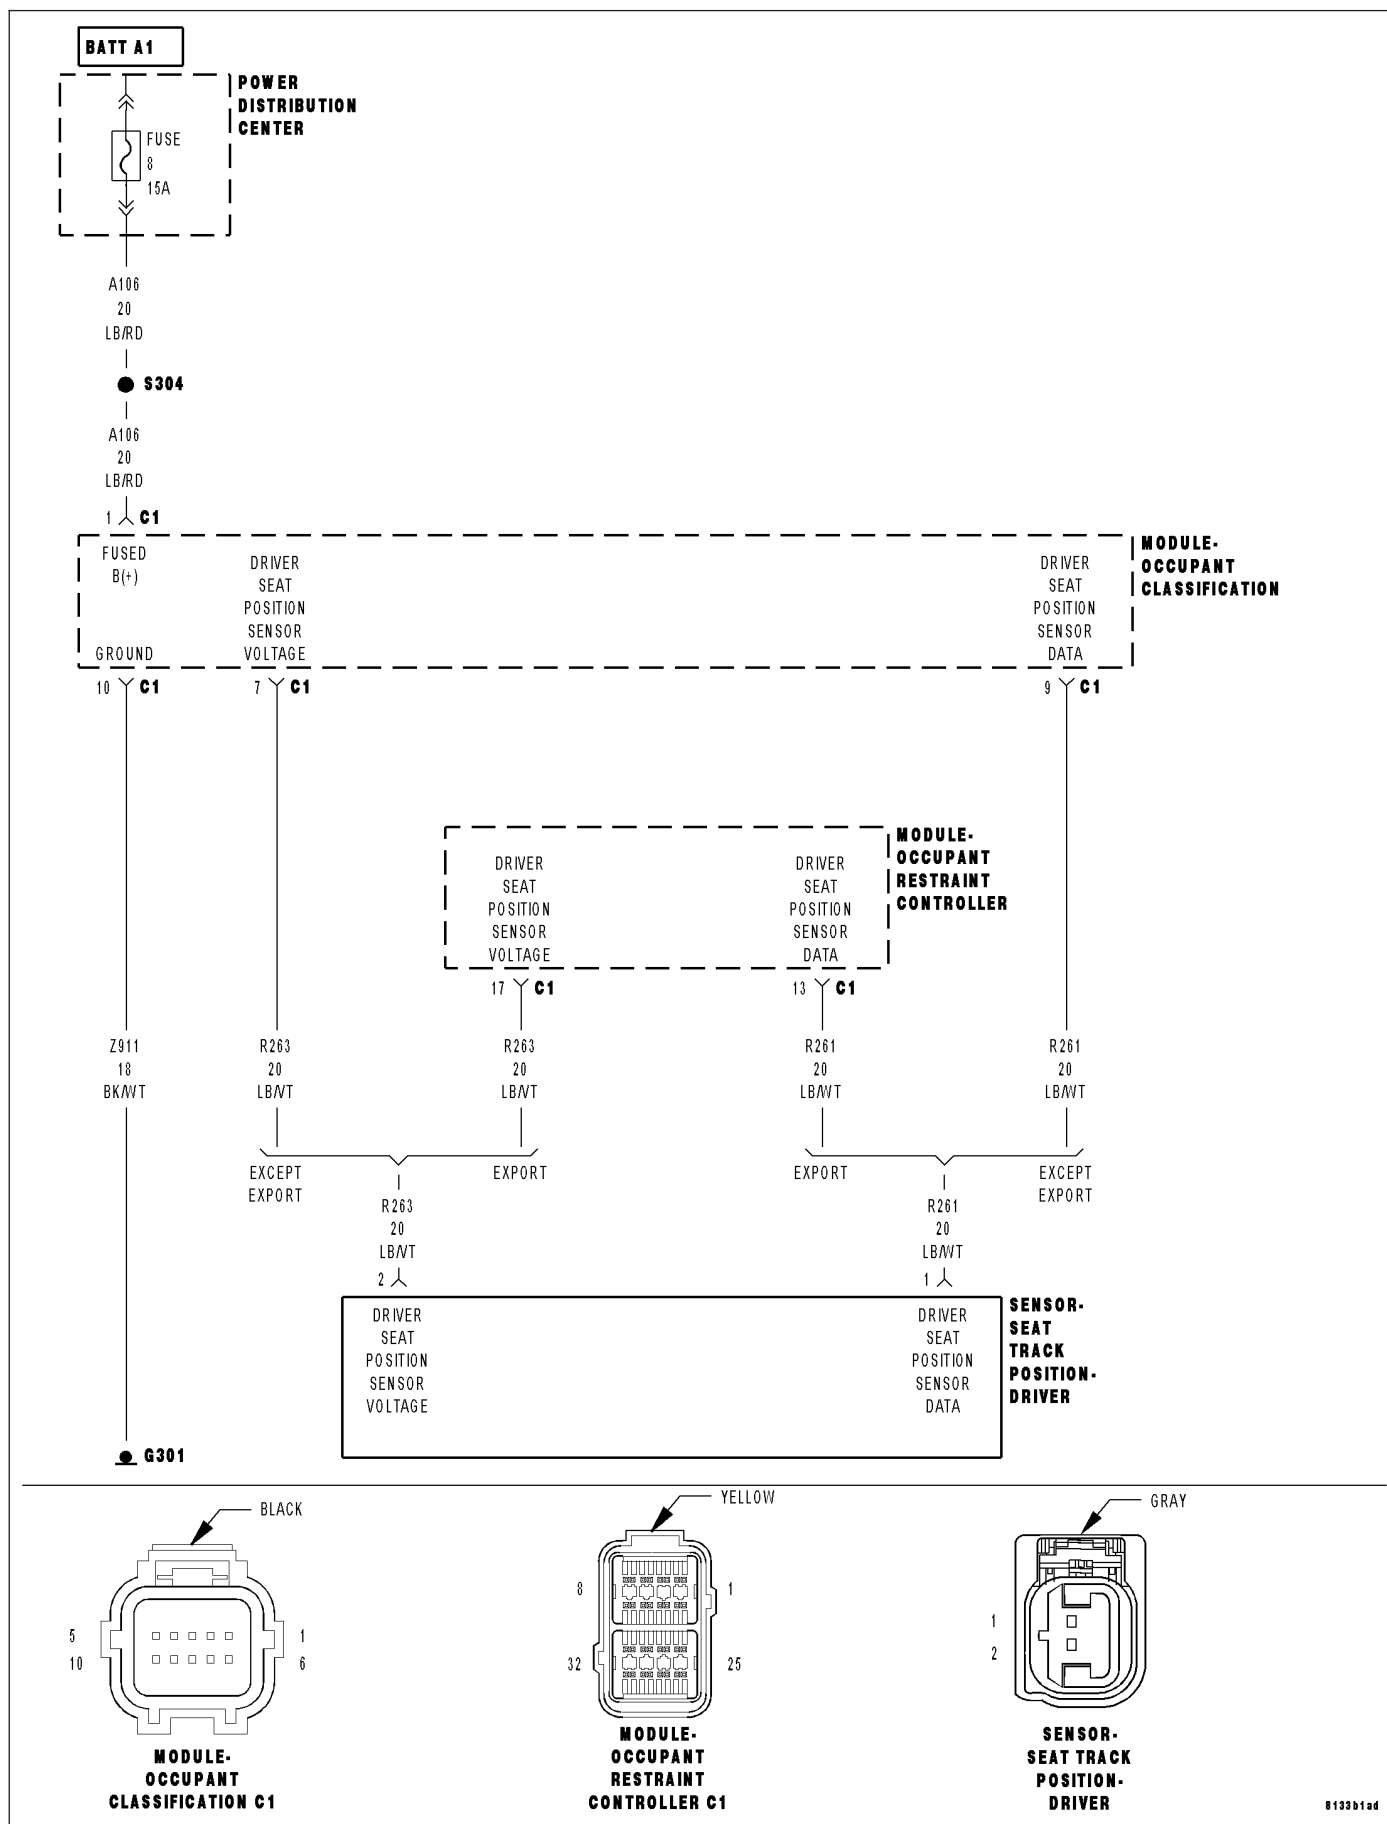 BATT A1
POWER
DISTRIBUTION
CENTER
FUSE
8
15A
A106
20
LB/RD
S304
A106
20
LB/RD
1 C1
FUSED
B(+)
DRIVER
SEAT
POSITION
SENSOR
VOLTAGE
DRIVER
SEAT
POSITION
SENSOR
DATA
GROUND
MODULE-
OCCUPANT
CLASSIFICATION
10 C1
7 C1
9 C1
DRIVER
SEAT
POSITION
SENSOR
VOLTAGE
DRIVER
SEAT
POSITION
SENSOR
DATA
MODULE-
OCCUPANT
RESTRAINT
CONTROLLER
17 C1
13 C1
Z911
18
BK/WT
R263
20
LB/VT
R263
20
LB/VT
R261
20
LB/WT
R261
20
LB/WT
EXCEPT
EXPORT
EXPORT
EXPORT
EXCEPT
EXPORT
R263
20
LB/VT
2
R261
20
LB/WT
1
DRIVER
SEAT
POSITION
SENSOR
VOLTAGE
DRIVER
SEAT
POSITION
SENSOR
DATA
SENSOR-
SEAT
TRACK
POSITION-
DRIVER
G301
BLACK
5
10
1
6
MODULE-
OCCUPANT
CLASSIFICATION C1
YELLOW
8
1
32
25
MODULE-
OCCUPANT
RESTRAINT
CONTROLLER C1
GRAY
1
2
SENSOR-
SEAT TRACK
POSITION-
DRIVER
8133b1ad